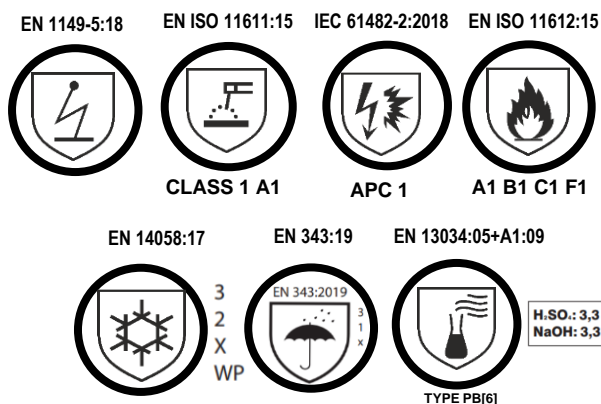 EN 1149-5:18
EN ISO 11611:15
IEC 61482-2:2018
EN ISO 11612:15
CLASS 1 A1
APC 1
A1 B1 C1 F1
EN 14058:17
EN 343:19
EN 13034:05+A1:09
3
2
X
WP
EN 343:2019
3
1
x
H.SO.: 3,3
NaOH: 3,3
TYPE PB[6]